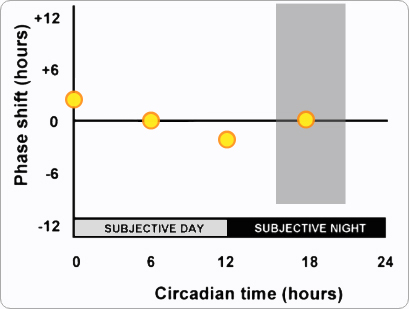 +12
+6
0
-6
-12
Phase shift (hours)
SUBJECTIVE DAY SUBJECTIVE NIGHT
0 6 12 18 24
Circadian time (hours)